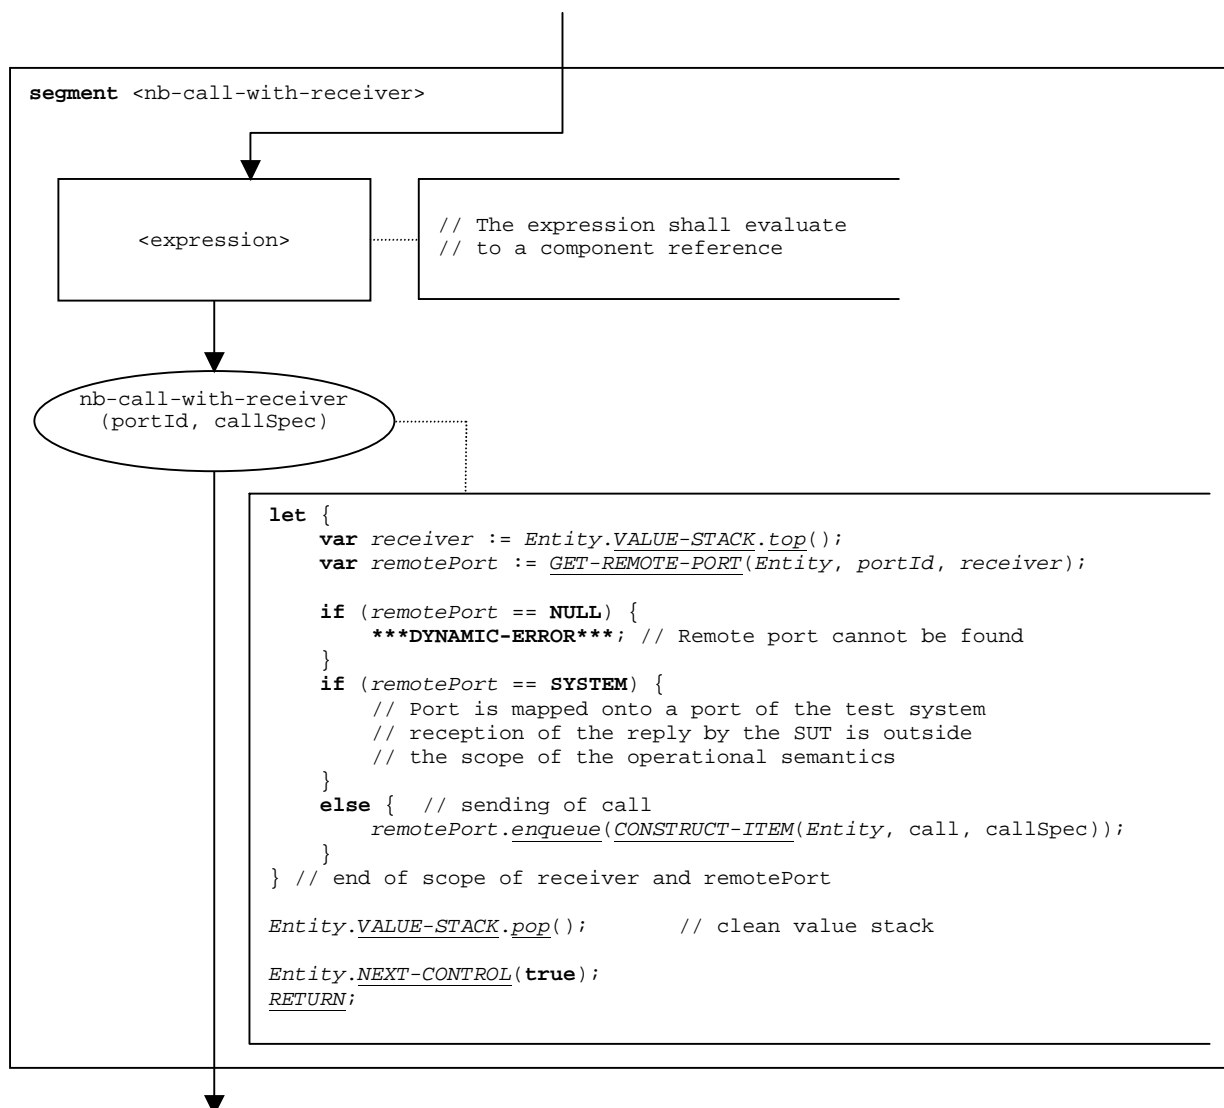 segment <nb-call-with-receiver>
<expression>
// The expression shall evaluate
// to a component reference
nb-call-with-receiver
(portId, callSpec)
let {
var receiver := Entity.VALUE-STACK.top();
var remotePort := GET-REMOTE-PORT(Entity, portId, receiver);
if (remotePort == NULL) {
***DYNAMIC-ERROR***; // Remote port cannot be found
}
if (remotePort == SYSTEM) {
// Port is mapped onto a port of the test system
// reception of the reply by the SUT is outside
// the scope of the operational semantics
}
else { // sending of call
remotePort.enqueue(CONSTRUCT-ITEM(Entity, call, callSpec));
}
} // end of scope of receiver and remotePort
Entity.VALUE-STACK.pop(); // clean value stack
Entity.NEXT-CONTROL(true);
RETURN;